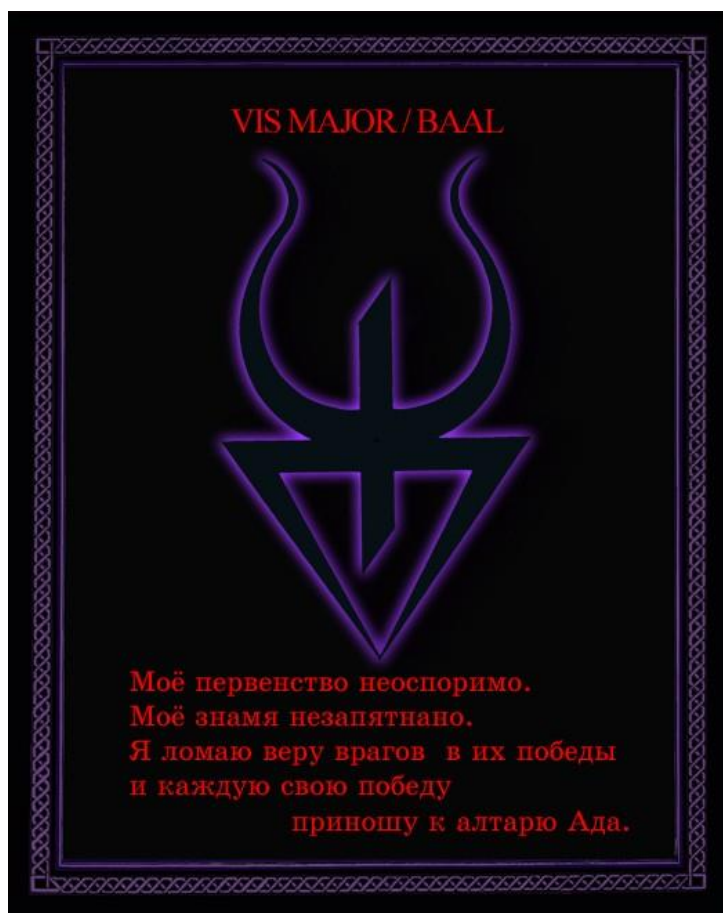 VIS MAJOR / BAAL
Моё первенство неоспоримо.
Моё знамя незапятнано.
Я ломаю веру врагов в их победы
и каждую свою победу
приношу к алтарю Ада.